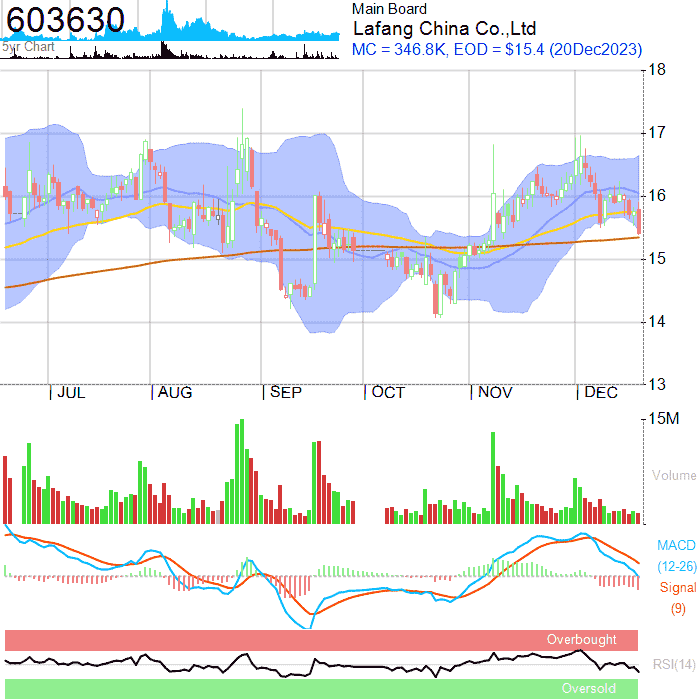 603630
5yr Chart
Main Board
Lafang China Co.,Ltd
MC = 346.8K, EOD = $15.4 (20Dec2023)
18
17
16
15
14
13
JUL AUG SEP OCT NOV DEC
15M
Volume
MACD
(12-26)
Signal
(9)
Overbought
RSI(14)
Oversold